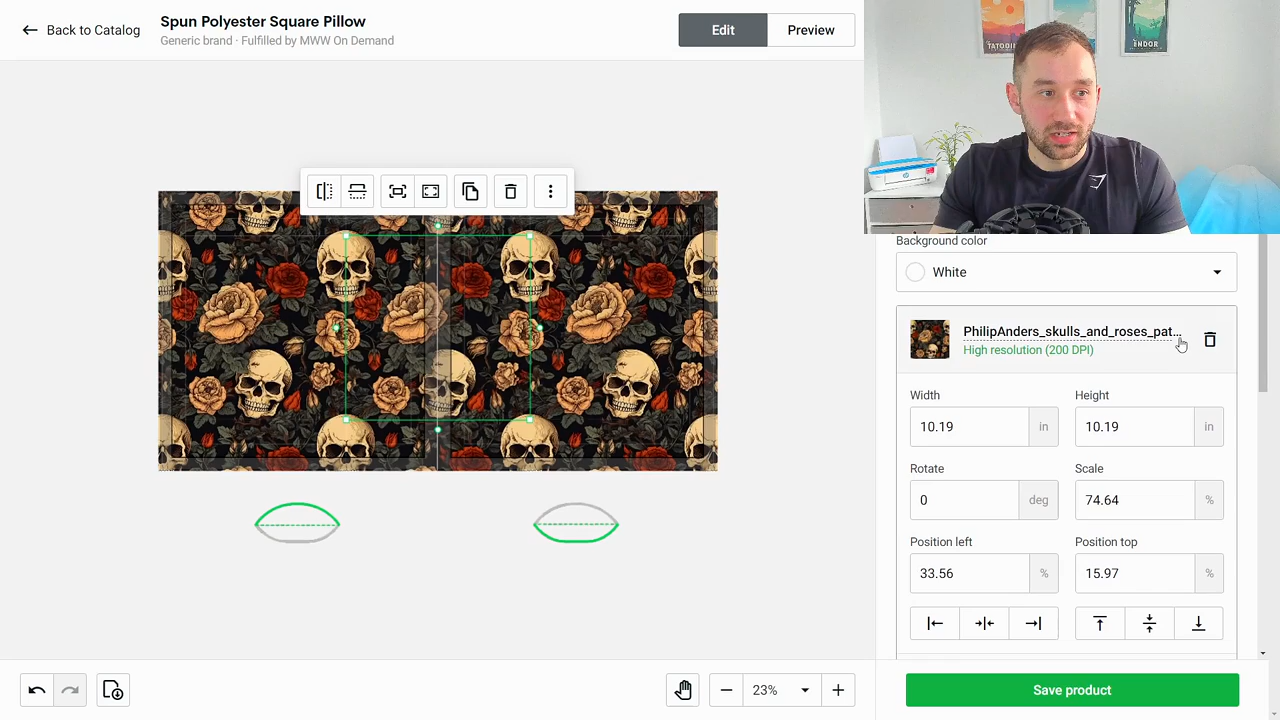 Back to Catalog
Spun Polyester Square Pillow
Generic brand · Fulfilled by MWW On Demand
Edit
Preview
TATOOINE
ENDOR
Background color
White
PhilipAnders_skulls_and_roses_pat...
High resolution (200 DPI)
Width
Height
10.19 in
10.19 in
Rotate
Scale
0 deg
74.64 %
Position left
Position top
33.56 %
15.97 %
23%
Save product